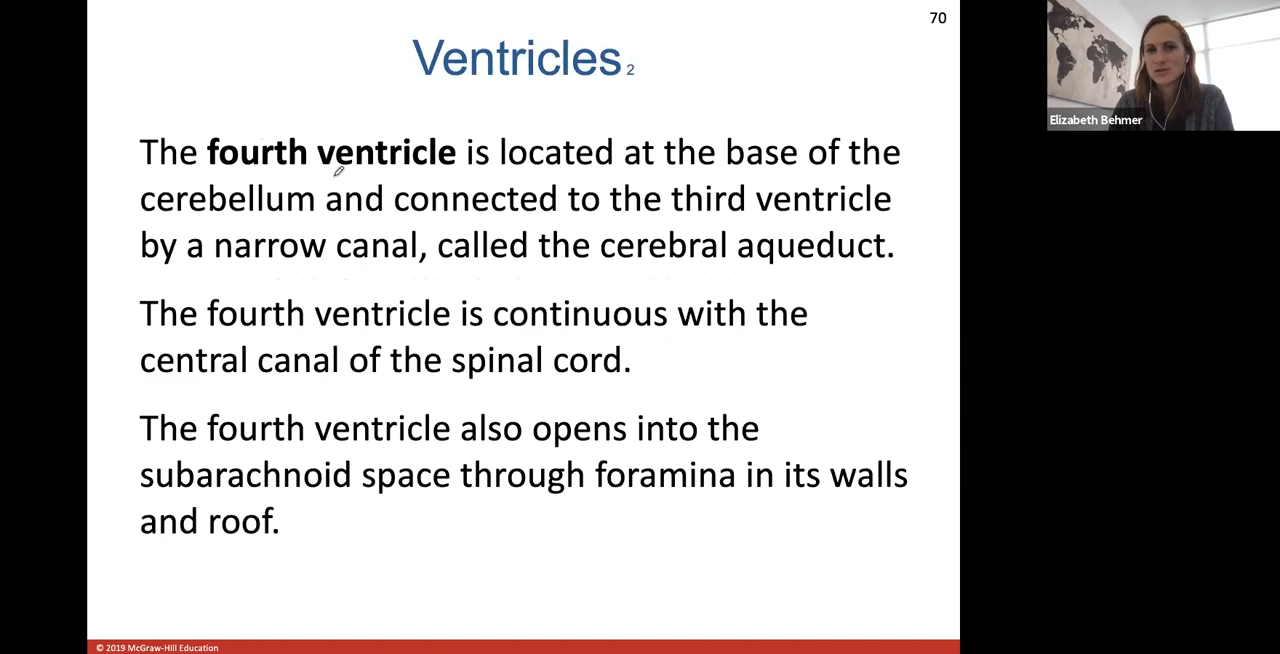 70
Ventricles 2
Elizabeth Behmer
The fourth ventricle is located at the base of the
cerebellum and connected to the third ventricle
by a narrow canal, called the cerebral aqueduct.
The fourth ventricle is continuous with the
central canal of the spinal cord.
The fourth ventricle also opens into the
subarachnoid space through foramina in its walls
and roof.
© 2019 McGraw-Hill Education